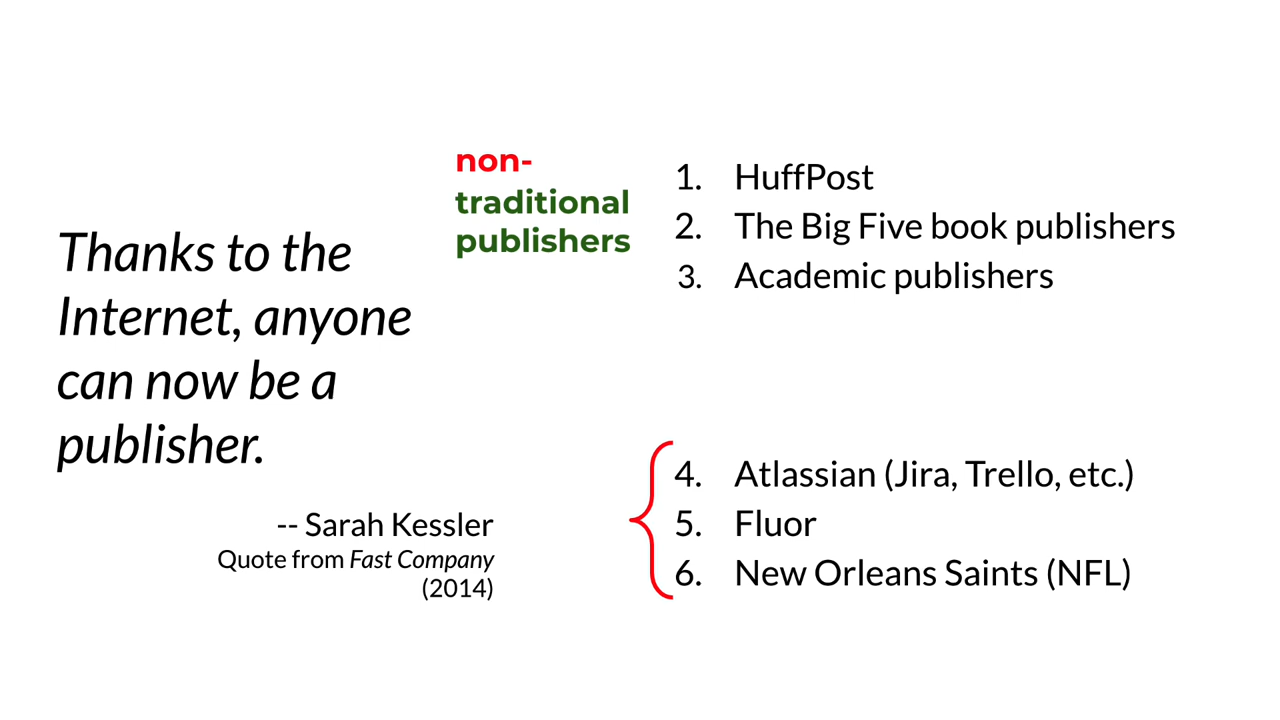 Thanks to the
Internet, anyone
can now be a
publisher.
-- Sarah Kessler
Quote from Fast Company
(2014)
non-
traditional
publishers
1. HuffPost
2. The Big Five book publishers
3. Academic publishers
4. Atlassian (Jira, Trello, etc.)
5. Fluor
6. New Orleans Saints (NFL)